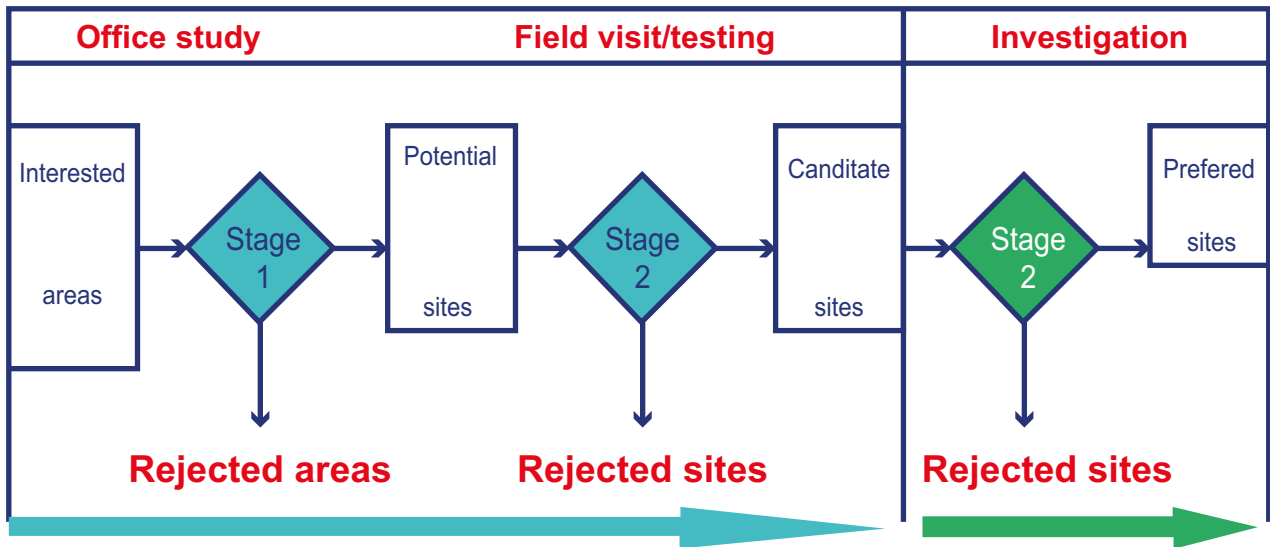 Office study
Field visit/testing
Investigation
Interested
areas
Stage
1
Potential
sites
Stage
2
Canditate
sites
Stage
2
Prefered
sites
Rejected areas
Rejected sites
Rejected sites